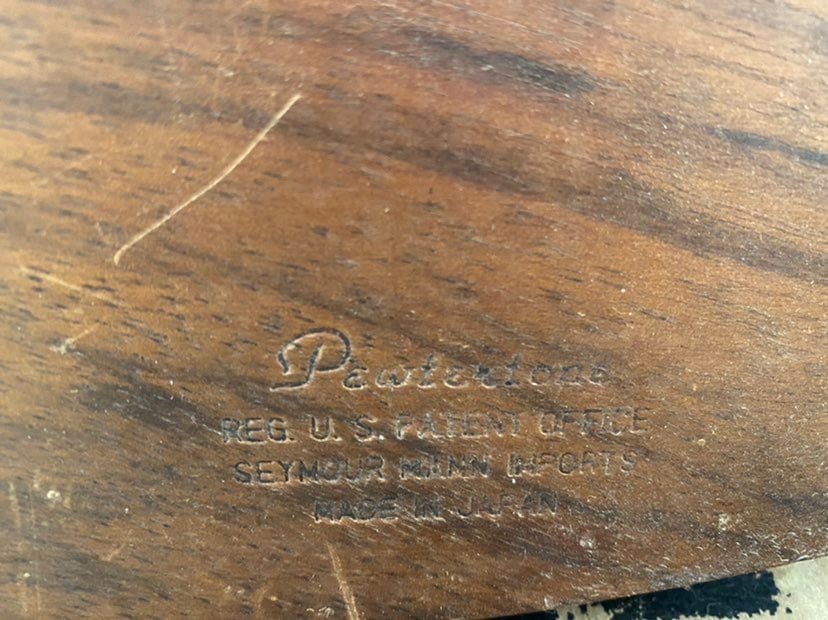 Pewtertone
REG. U. S. PATENT OFFICE
SEYMOUR MANN IMPORTS
MADE IN JAPAN